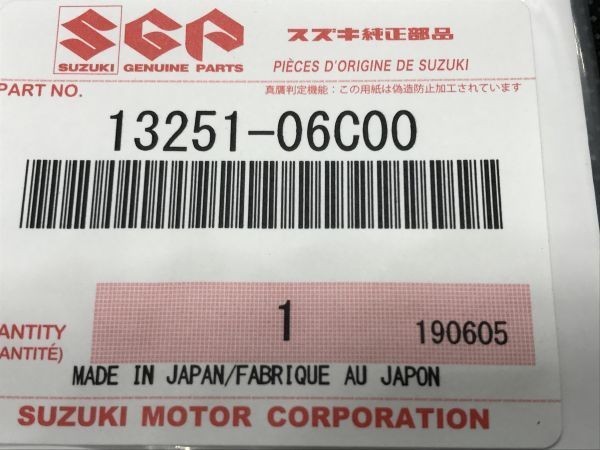 SGP
スズキ純正部品
SUZUKI GENUINE PARTS
PIÈCES D'ORIGINE DE SUZUKI
PART NO.
真贋判定機能：この用紙は偽造防止加工されています
13251-06C00
ANTITY
ANTITÉ)
1
190605
MADE IN JAPAN/FABRIQUE AU JAPON
SUZUKI MOTOR CORPORATION